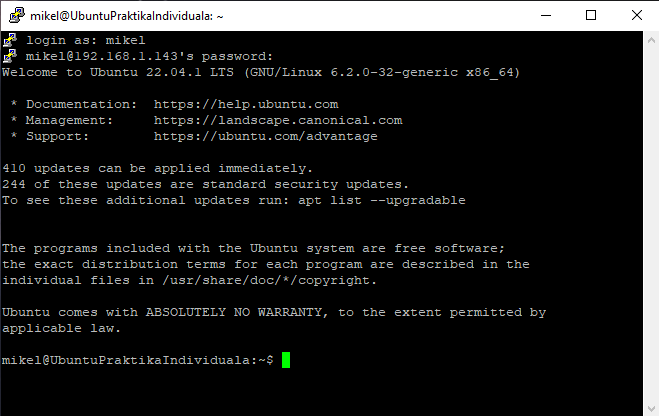 mikel@UbuntuPraktikaIndividuala: ~
login as: mikel
mikel@192.168.1.143's password:
Welcome to Ubuntu 22.04.1 LTS (GNU/Linux 6.2.0-32-generic x86_64)
* Documentation:  https://help.ubuntu.com
* Management:     https://landscape.canonical.com
* Support:        https://ubuntu.com/advantage
410 updates can be applied immediately.
244 of these updates are standard security updates.
To see these additional updates run: apt list --upgradable
The programs included with the Ubuntu system are free software;
the exact distribution terms for each program are described in the
individual files in /usr/share/doc/*/copyright.
Ubuntu comes with ABSOLUTELY NO WARRANTY, to the extent permitted by
applicable law.
mikel@UbuntuPraktikaIndividuala:~$